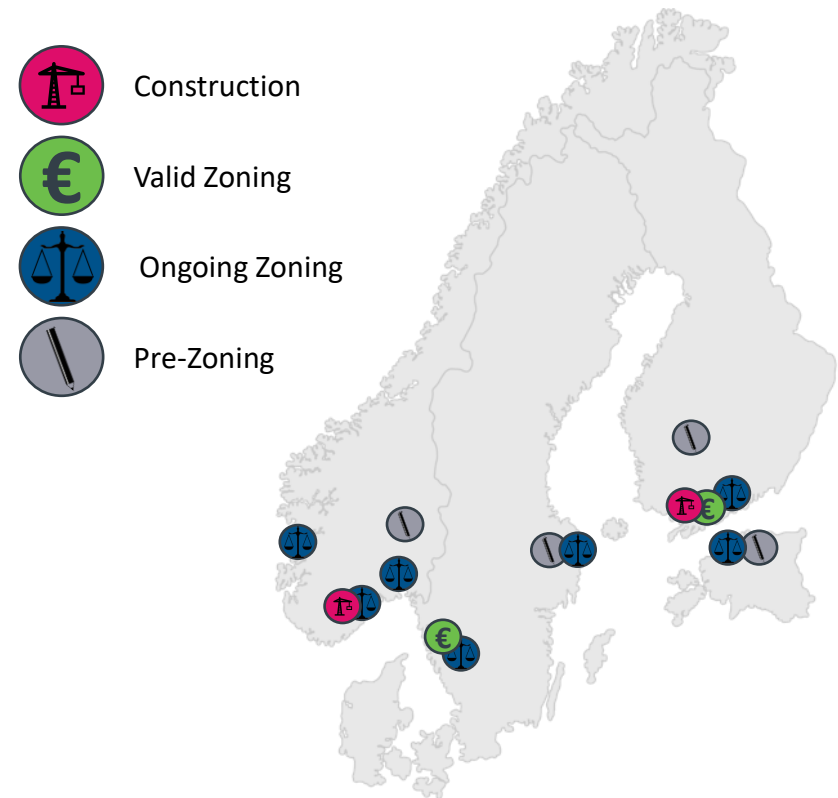 Construction
€
Valid Zoning
Ongoing Zoning
Pre-Zoning
€
€